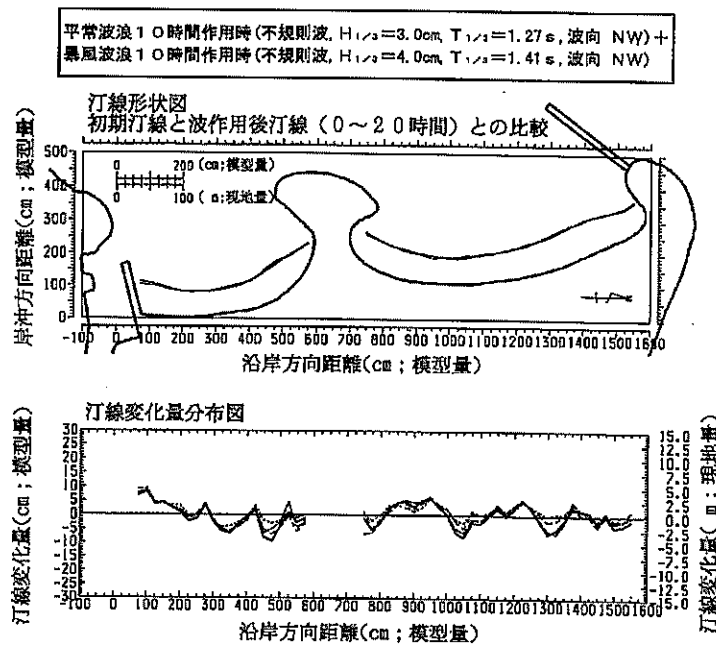 平常波浪10時間作用時(不規則波, H1/3=3.0cm, T1/3=1.27s, 波向 NW)+
暴風波浪10時間作用時(不規則波, H1/3=4.0cm, T1/3=1.41s, 波向 NW)
汀線形状図
初期汀線と波作用後汀線(0~20時間)との比較
岸沖方向距離(cm;模型量)
500
400
300
200
100
0
0 200 (cm;模型量)
0 100 (m;現地量)
-100 0 100 200 300 400 500 600 700 800 900 1000 1100 1200 1300 1400 1500 1600
沿岸方向距離(cm;模型量)
汀線変化量分布図
汀線変化量(cm;模型量)
30
25
20
15
10
5
0
-5
-10
-15
-20
-25
-30
15.0
12.5
10.0
7.5
5.0
2.5
0.0
-2.5
-5.0
-7.5
-10.0
-12.5
-15.0
汀線変化量(m;現地量)
-100 0 100 200 300 400 500 600 700 800 900 1000 1100 1200 1300 1400 1500 1600
沿岸方向距離(cm;模型量)